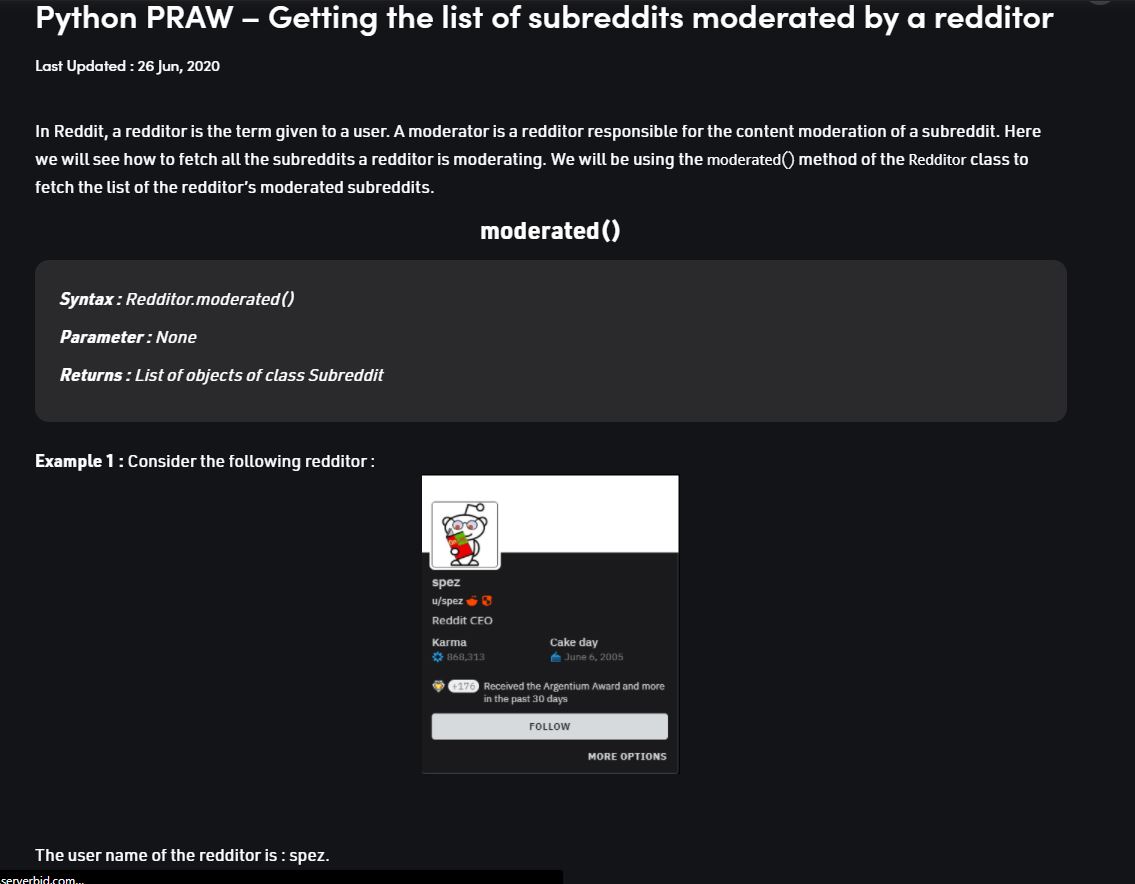 Python PRAW – Getting the list of subreddits moderated by a redditor
Last Updated : 26 Jun, 2020
In Reddit, a redditor is the term given to a user. A moderator is a redditor responsible for the content moderation of a subreddit. Here
we will see how to fetch all the subreddits a redditor is moderating. We will be using the moderated() method of the Redditor class to
fetch the list of the redditor’s moderated subreddits.
moderated()
Syntax : Redditor.moderated()
Parameter : None
Returns : List of objects of class Subreddit
Example 1 : Consider the following redditor :
spez
u/spez
Reddit CEO
Karma Cake day
868,313 June 6, 2005
+176 Received the Argentium Award and more
in the past 30 days
FOLLOW
MORE OPTIONS
The user name of the redditor is : spez.
serverbid.com...